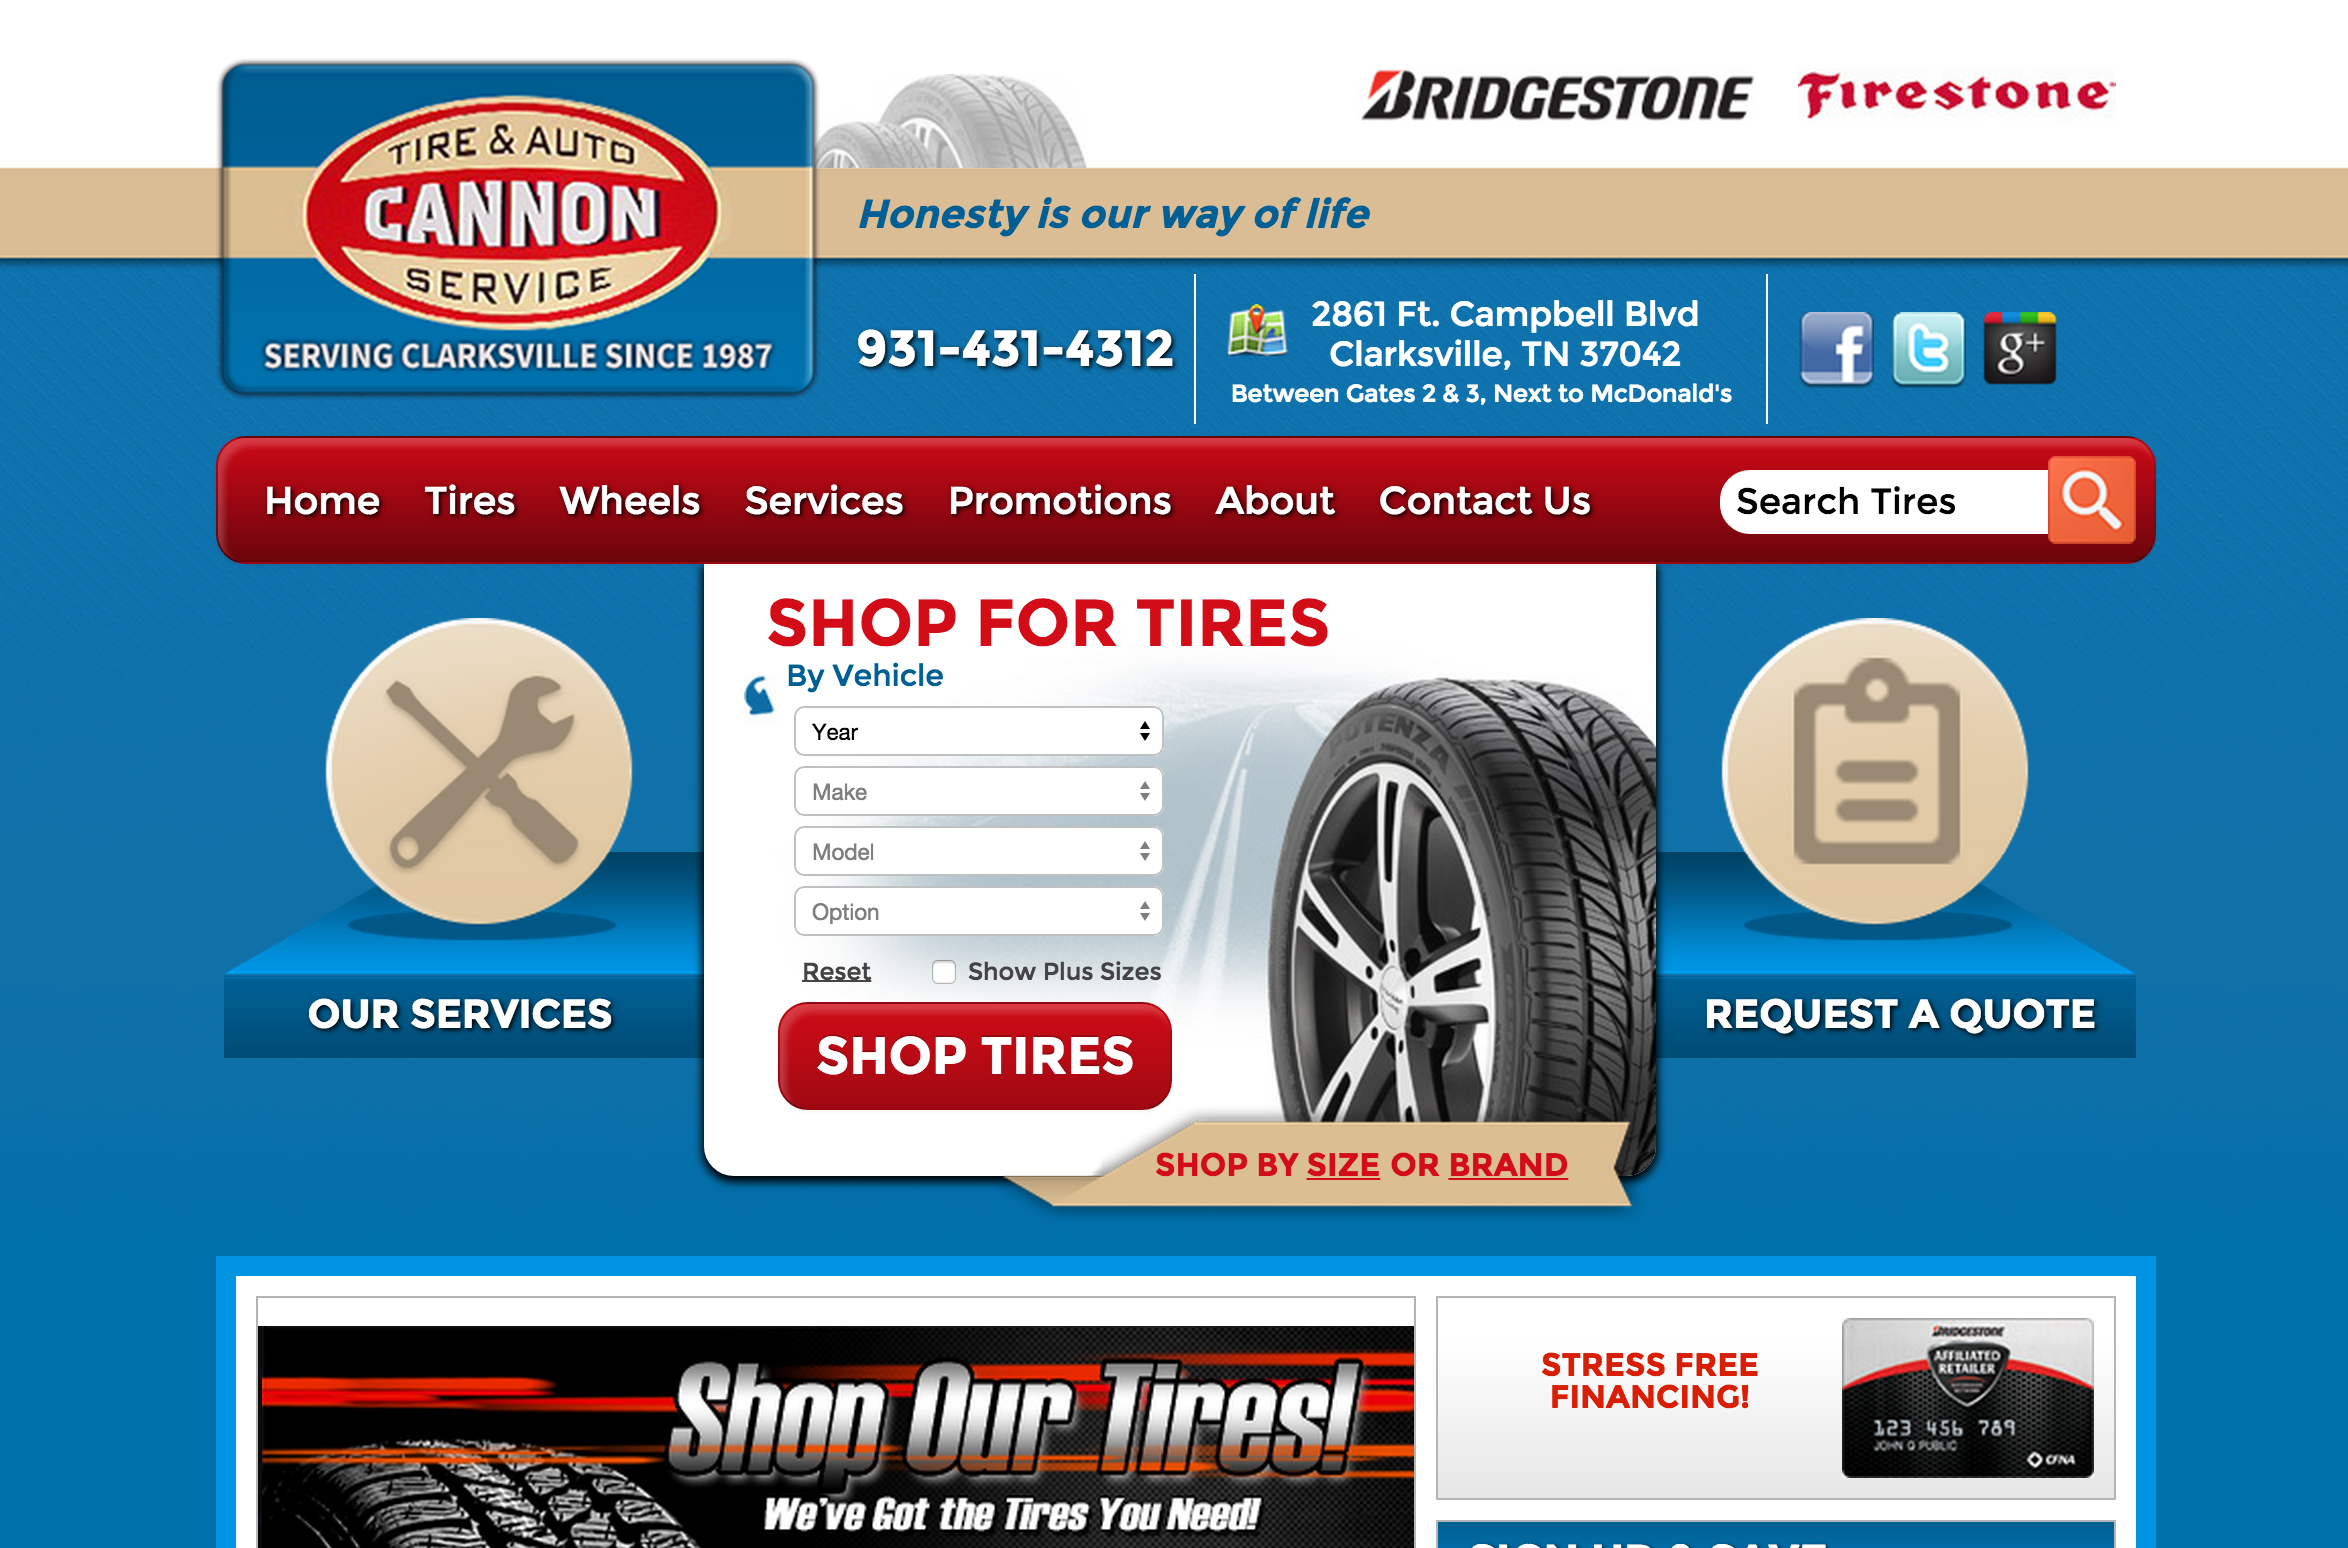 BRIDGESTONE
Firestone
TIRE & AUTO
CANNON
SERVICE
SERVING CLARKSVILLE SINCE 1987
Honesty is our way of life
931-431-4312
2861 Ft. Campbell Blvd
Clarksville, TN 37042
Between Gates 2 & 3, Next to McDonald's
Home Tires Wheels Services Promotions About Contact Us
Search Tires
SHOP FOR TIRES
By Vehicle
Year
Make
Model
Option
Reset
Show Plus Sizes
SHOP TIRES
POTENZA
OUR SERVICES
REQUEST A QUOTE
SHOP BY SIZE OR BRAND
Shop Our Tires!
We've Got the Tires You Need!
STRESS FREE
FINANCING!
BRIDGESTONE
AFFILIATED
RETAILER
123 456 789
JOHN Q PUBLIC
CFNA
SIGN UP & SAVE